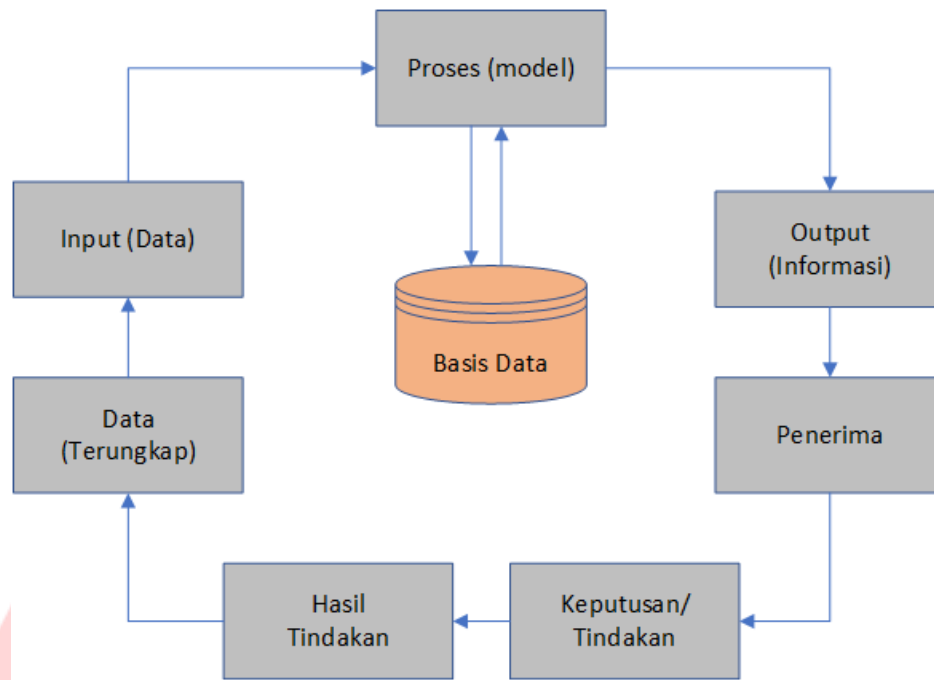 Proses (model)
Input (Data)
Output
(Informasi)
Basis Data
Data
(Terungkap)
Penerima
Hasil
Tindakan
Keputusan/
Tindakan